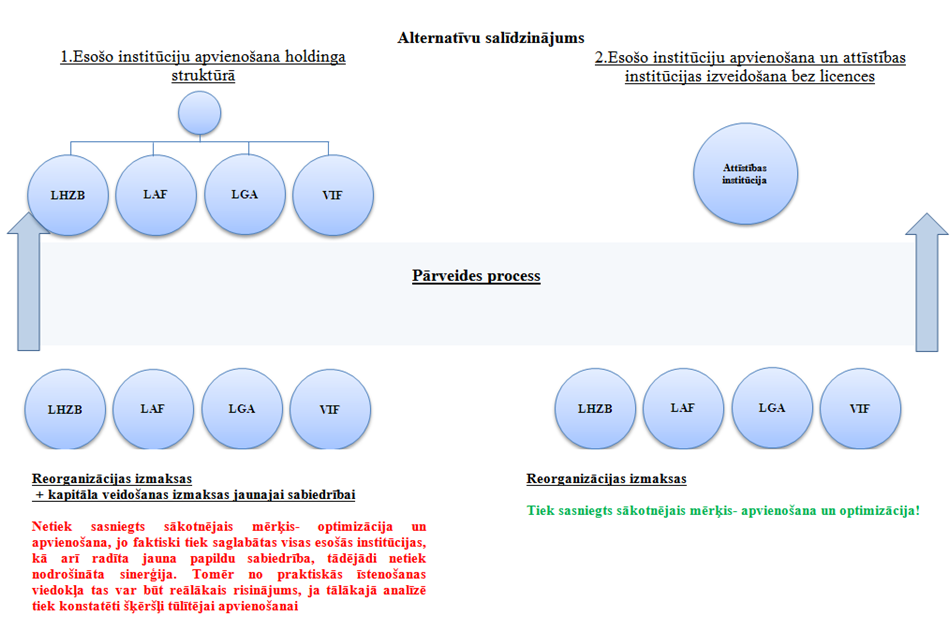 Alternatīvu salīdzinājums
1.Esošo institūciju apvienošana holdinga
struktūrā
2.Esošo institūciju apvienošana un attīstības
institūcijas izveidošana bez licences
LHZB
LAF
LGA
VIF
Attīstības
institūcija
Pārveides process
LHZB
LAF
LGA
VIF
LHZB
LAF
LGA
VIF
Reorganizācijas izmaksas
+ kapitāla veidošanas izmaksas jaunajai sabiedrībai
Netiek sasniegts sākotnējais mērķis- optimizācija un
apvienošana, jo faktiski tiek saglabātas visas esošās institūcijas,
kā arī radīta jauna papildu sabiedrība, tādējādi netiek
nodrošināta sinerģija. Tomēr no praktiskās īstenošanas
viedokļa tas var būt reālākais risinājums, ja tālākajā analīzē
tiek konstatēti šķēršļi tūlītējai apvienošanai
Reorganizācijas izmaksas
Tiek sasniegts sākotnējais mērķis- apvienošana un optimizācija!